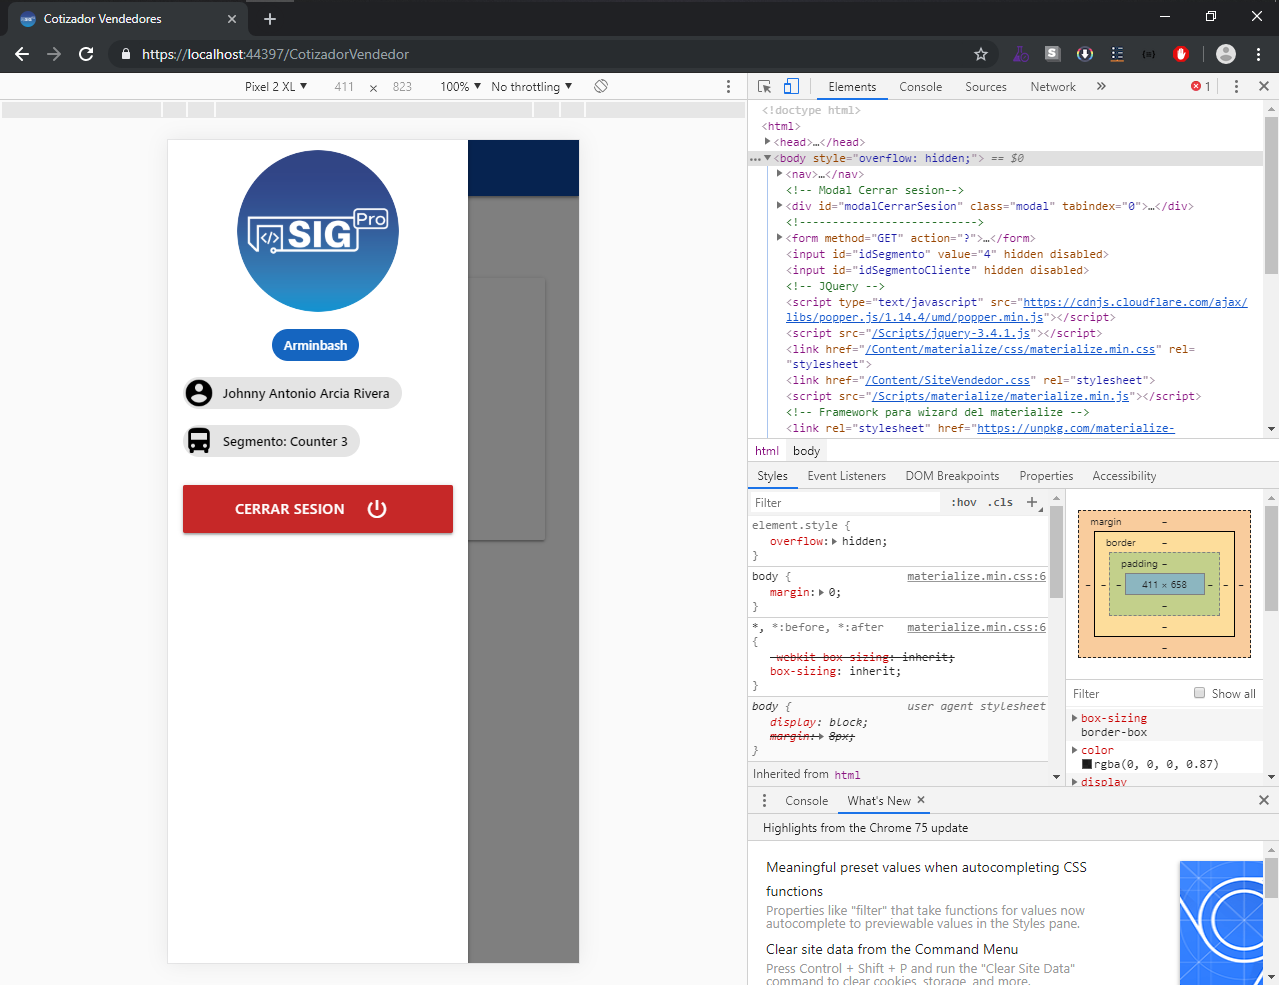 Cotizador Vendedores
https://localhost:44397/CotizadorVendedor
Pixel 2 XL ▼ 411 × 823 100% ▼ No throttling ▼
SIG Pro
Arminbash
Johnny Antonio Arcia Rivera
Segmento: Counter 3
CERRAR SESION
Elements Console Sources Network » 1
<!doctype html>
<html>
<head>…</head>
<body style="overflow: hidden;"> == $0
<nav>…</nav>
<!-- Modal Cerrar sesion-->
<div id="modalCerrarSesion" class="modal" tabindex="0">…</div>
<!--------------------------->
<form method="GET" action="?">…</form>
<input id="idSegmento" value="4" hidden disabled>
<input id="idSegmentoCliente" hidden disabled>
<!-- JQuery -->
<script type="text/javascript" src="https://cdnjs.cloudflare.com/ajax/
libs/popper.js/1.14.4/umd/popper.min.js"></script>
<script src="/Scripts/jquery-3.4.1.js"></script>
<link href="/Content/materialize/css/materialize.min.css" rel=
"stylesheet">
<link href="/Content/SiteVendedor.css" rel="stylesheet">
<script src="/Scripts/materialize/materialize.min.js"></script>
<!-- Framework para wizard del materialize -->
<link rel="stylesheet" href="https://unpkg.com/materialize-
html body
Styles Event Listeners DOM Breakpoints Properties Accessibility
Filter :hov .cls +
element.style {
overflow: hidden;
}
body { materialize.min.css:6
margin: 0;
}
*, *:before, *:after materialize.min.css:6
{
-webkit-box-sizing: inherit;
box-sizing: inherit;
}
body { user agent stylesheet
display: block;
margin: 8px;
}
Inherited from html
margin –
border –
padding –
– – – 411 × 658 – – –
–
–
–
Filter Show all
box-sizing
border-box
color
rgba(0, 0, 0, 0.87)
display
Console What's New ×
Highlights from the Chrome 75 update
Meaningful preset values when autocompleting CSS
functions
Properties like "filter" that take functions for values now
autocomplete to previewable values in the Styles pane.
Clear site data from the Command Menu
Press Control + Shift + P and run the "Clear Site Data"
command to clear cookies, storage, and more.